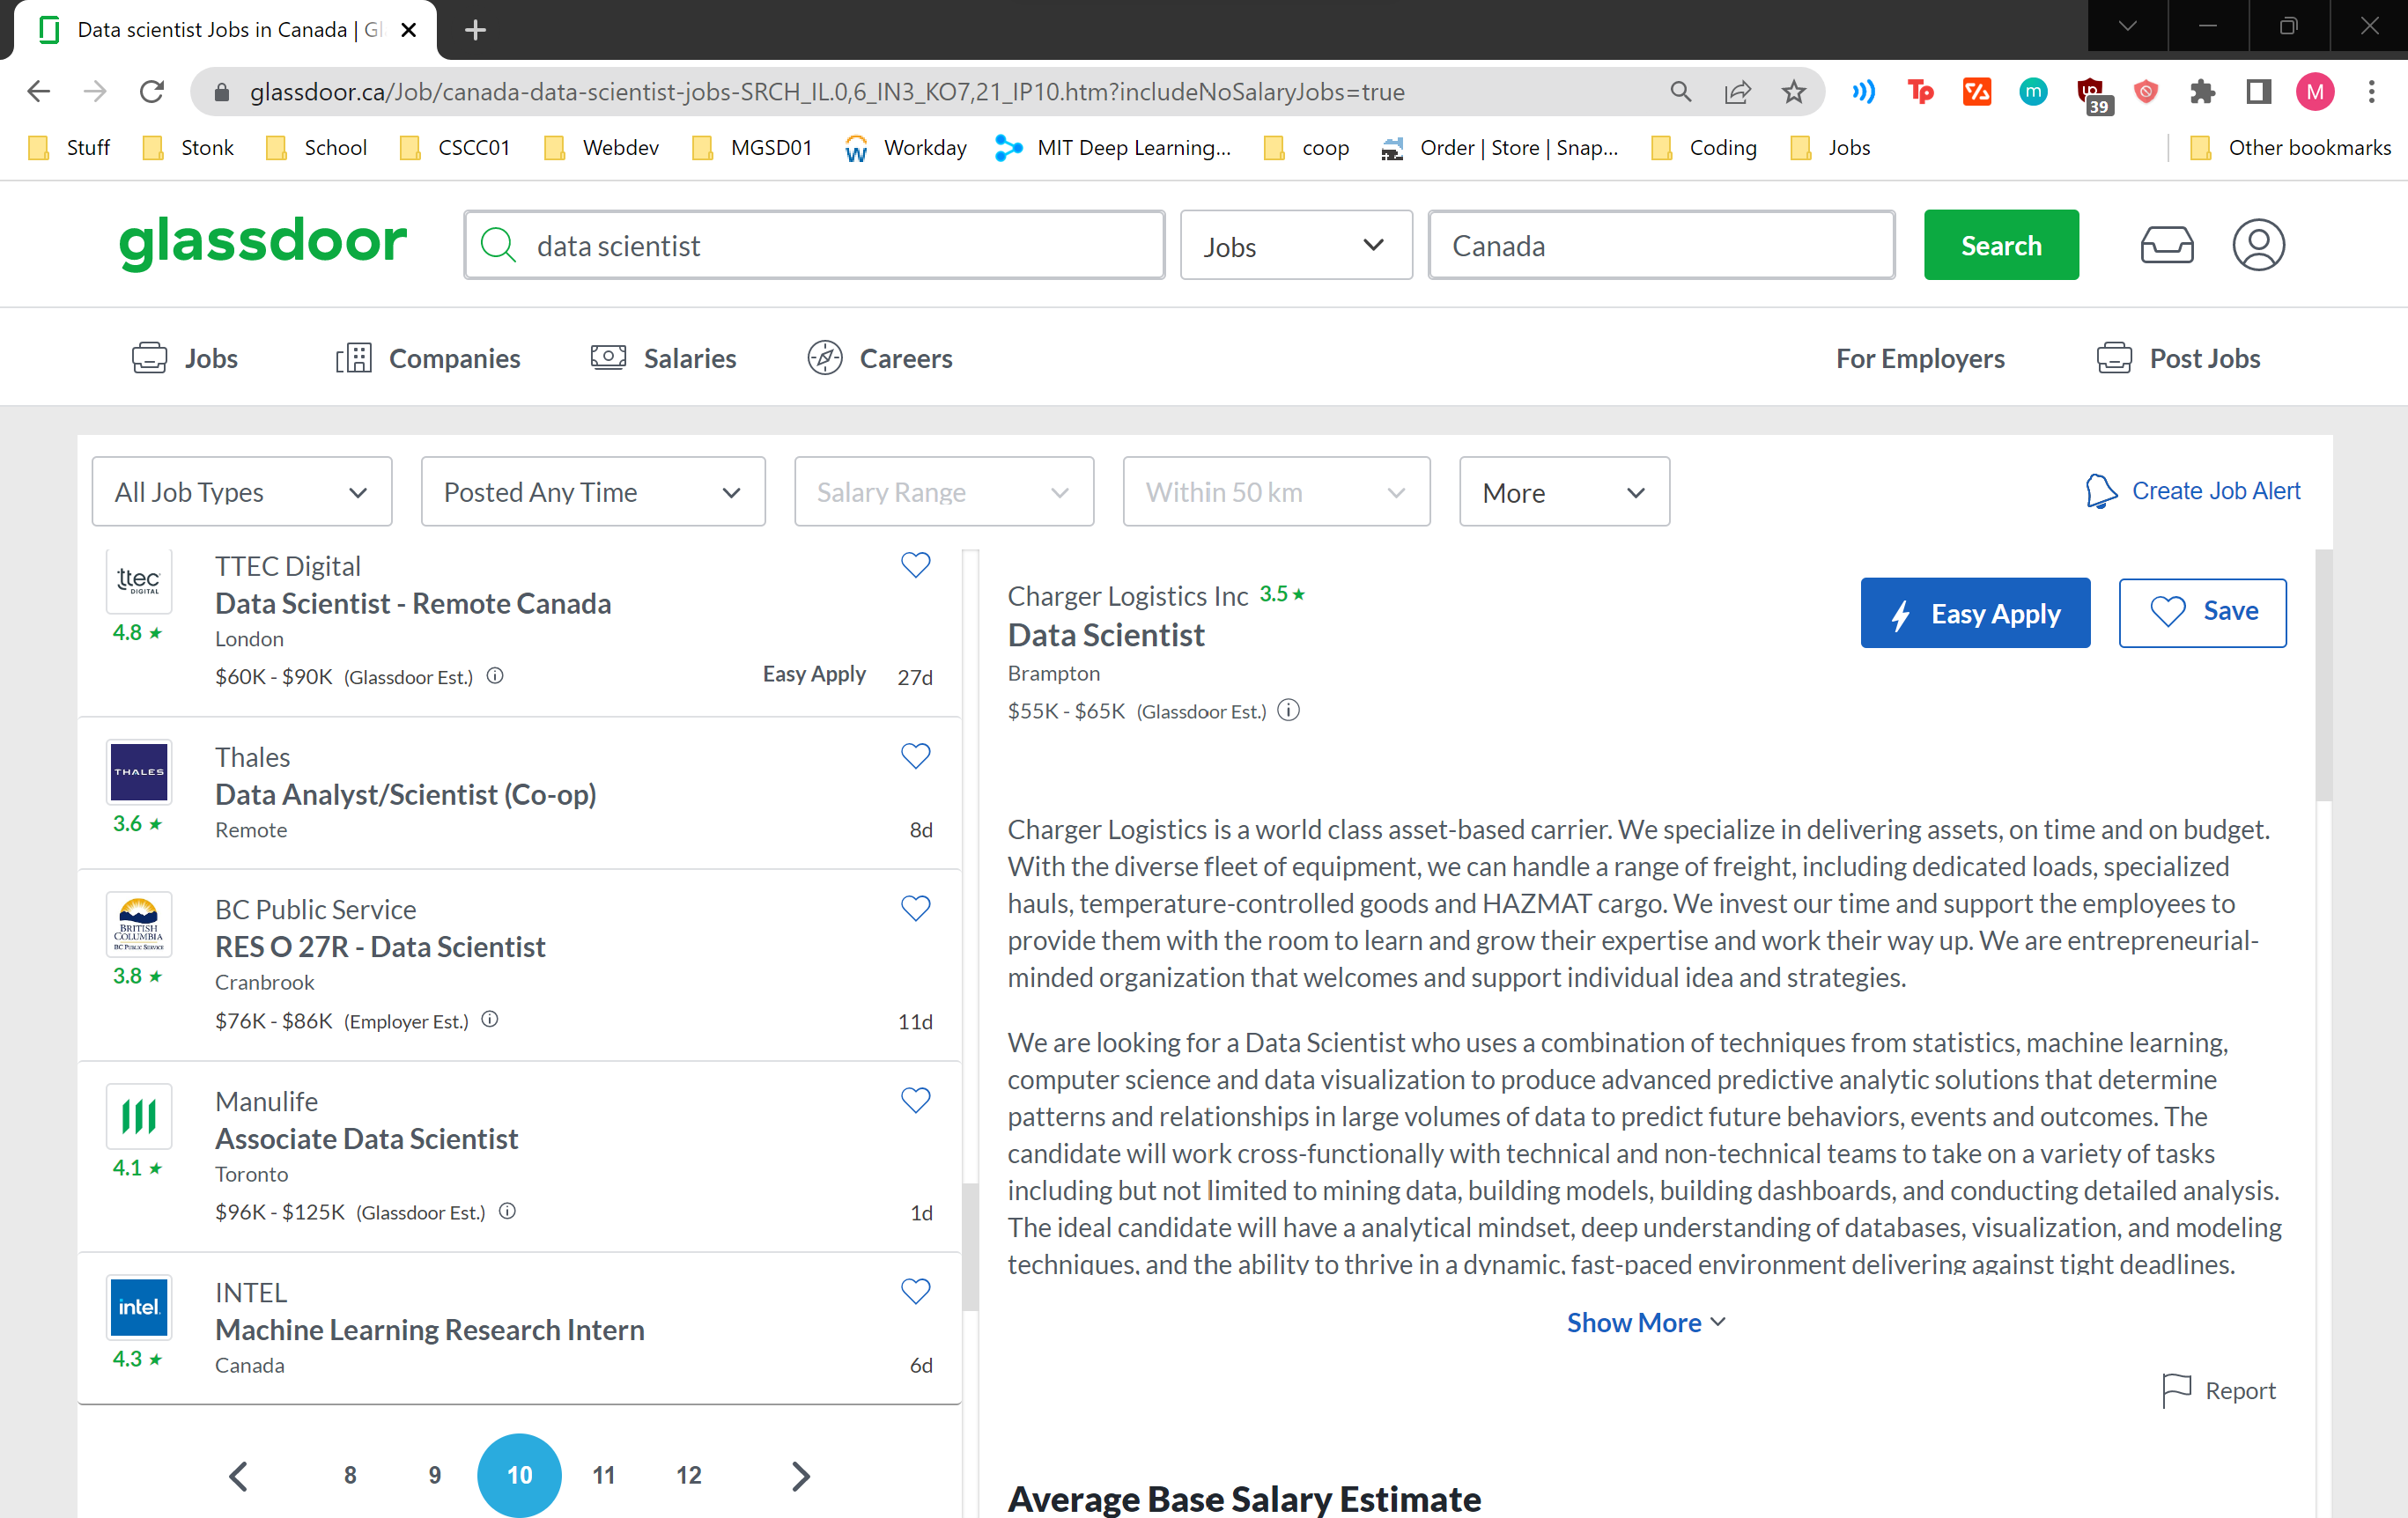 Data scientist Jobs in Canada | Gl
glassdoor.ca/Job/canada-data-scientist-jobs-SRCH_IL.0,6_IN3_KO7,21_IP10.htm?includeNoSalaryJobs=true
Tp
m
39
M
Stuff
Stonk
School
CSCC01
Webdev
MGSD01
Workday
MIT Deep Learning...
coop
Order | Store | Snap...
Coding
Jobs
Other bookmarks
glassdoor
data scientist
Jobs
Canada
Search
Jobs
Companies
Salaries
Careers
For Employers
Post Jobs
All Job Types
Posted Any Time
Salary Range
Within 50 km
More
Create Job Alert
ttec
DIGITAL
4.8 ★
TTEC Digital
Data Scientist - Remote Canada
London
$60K - $90K (Glassdoor Est.)
Easy Apply
27d
THALES
3.6 ★
Thales
Data Analyst/Scientist (Co-op)
Remote
8d
BRITISH
COLUMBIA
BC Public Service
3.8 ★
BC Public Service
RES O 27R - Data Scientist
Cranbrook
$76K - $86K (Employer Est.)
11d
4.1 ★
Manulife
Associate Data Scientist
Toronto
$96K - $125K (Glassdoor Est.)
1d
intel.
4.3 ★
INTEL
Machine Learning Research Intern
Canada
6d
8
9
10
11
12
Charger Logistics Inc 3.5 ★
Data Scientist
Brampton
$55K - $65K (Glassdoor Est.)
Easy Apply
Save
Charger Logistics is a world class asset-based carrier. We specialize in delivering assets, on time and on budget.
With the diverse fleet of equipment, we can handle a range of freight, including dedicated loads, specialized
hauls, temperature-controlled goods and HAZMAT cargo. We invest our time and support the employees to
provide them with the room to learn and grow their expertise and work their way up. We are entrepreneurial-
minded organization that welcomes and support individual idea and strategies.
We are looking for a Data Scientist who uses a combination of techniques from statistics, machine learning,
computer science and data visualization to produce advanced predictive analytic solutions that determine
patterns and relationships in large volumes of data to predict future behaviors, events and outcomes. The
candidate will work cross-functionally with technical and non-technical teams to take on a variety of tasks
including but not limited to mining data, building models, building dashboards, and conducting detailed analysis.
The ideal candidate will have a analytical mindset, deep understanding of databases, visualization, and modeling
techniques, and the ability to thrive in a dynamic, fast-paced environment delivering against tight deadlines.
Show More
Report
Average Base Salary Estimate